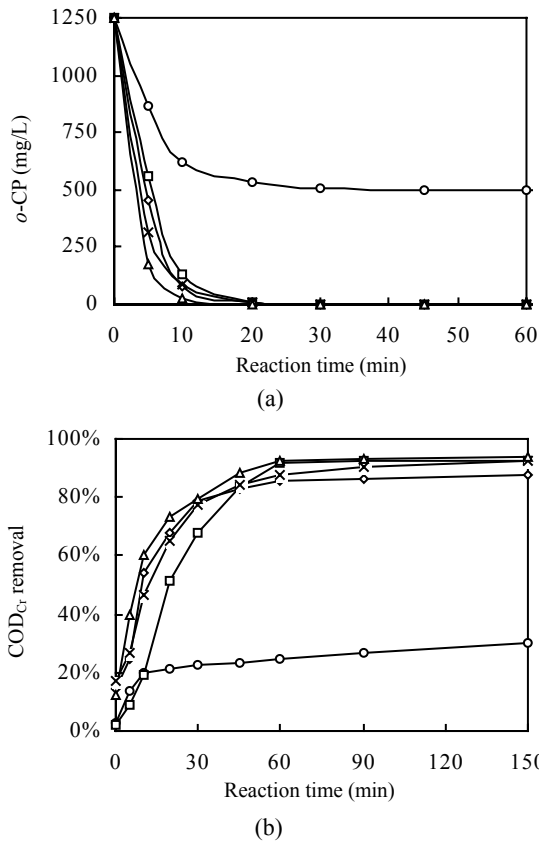 1250
1000
750
500
250
0
o-CP (mg/L)
0 10 20 30 40 50 60
Reaction time (min)
(a)
100%
80%
60%
40%
20%
0%
COD_Cr removal
0 30 60 90 120 150
Reaction time (min)
(b)